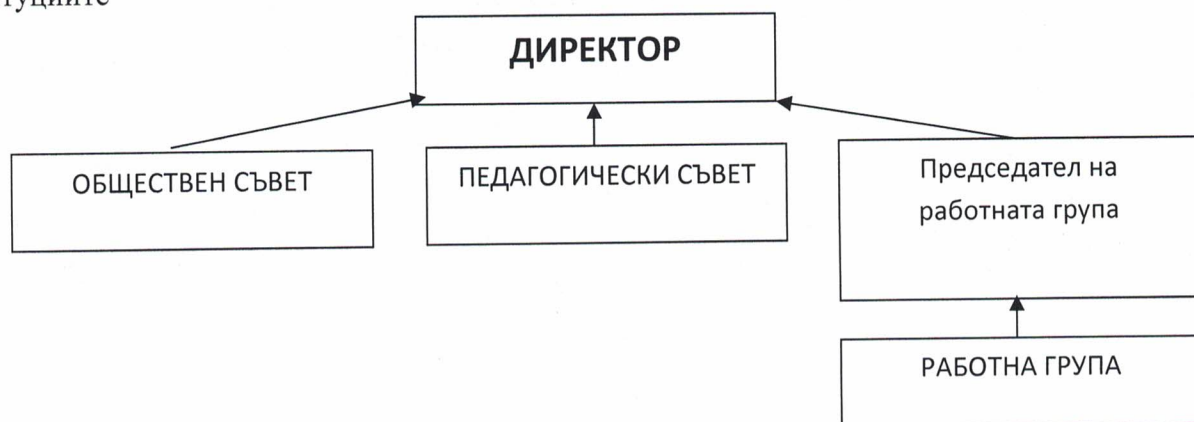 ДИРЕКТОР
ОБЩЕСТВЕН СЪВЕТ
ПЕДАГОГИЧЕСКИ СЪВЕТ
Председател на
работната група
РАБОТНА ГРУПА